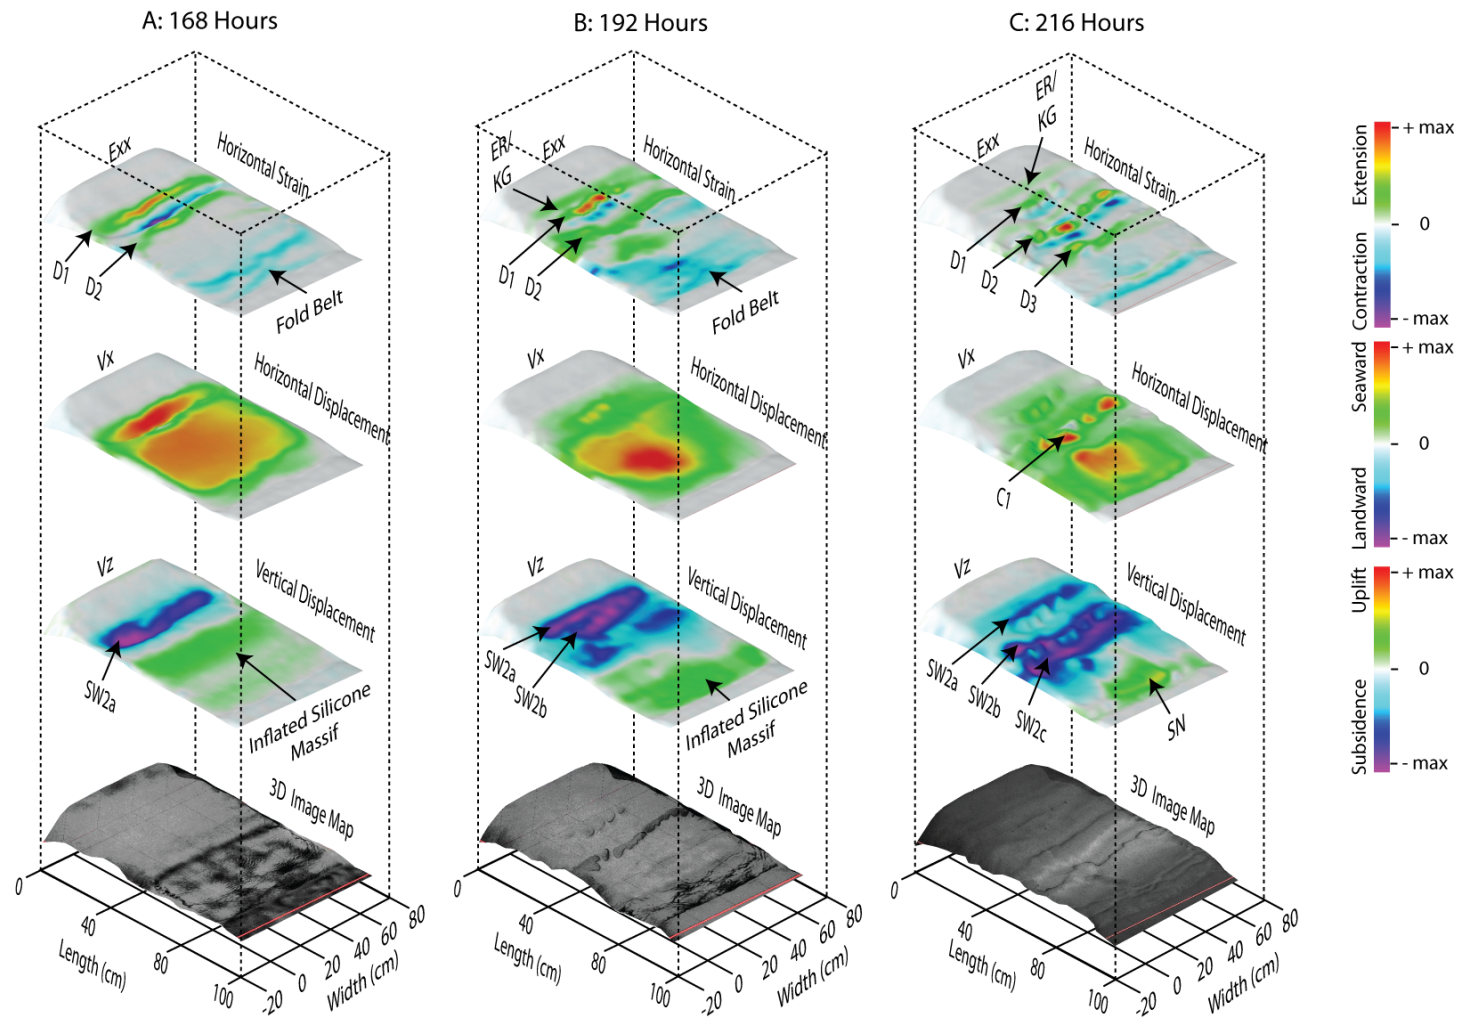 A: 168 Hours
B: 192 Hours
C: 216 Hours
Exx
Horizontal Strain
D1
D2
Fold Belt
Vx
Horizontal Displacement
Vz
Vertical Displacement
SW2a
Inflated Silicone
Massif
3D Image Map
0
40
80
100
Length (cm)
-20
0
20
40
60
80
Width (cm)
ER/
KG
Exx
Horizontal Strain
D1
D2
Fold Belt
Vx
Horizontal Displacement
Vz
Vertical Displacement
SW2a
SW2b
Inflated Silicone
Massif
3D Image Map
0
40
80
100
Length (cm)
-20
0
20
40
60
80
Width (cm)
ER/
KG
Exx
Horizontal Strain
D1
D2
D3
Vx
Horizontal Displacement
C1
Vz
Vertical Displacement
SW2a
SW2b
SW2c
SN
3D Image Map
0
40
80
100
Length (cm)
-20
0
20
40
60
80
Width (cm)
Extension
Contraction
+ max
0
- max
Seaward
Landward
+ max
0
- max
Uplift
Subsidence
+ max
0
- max